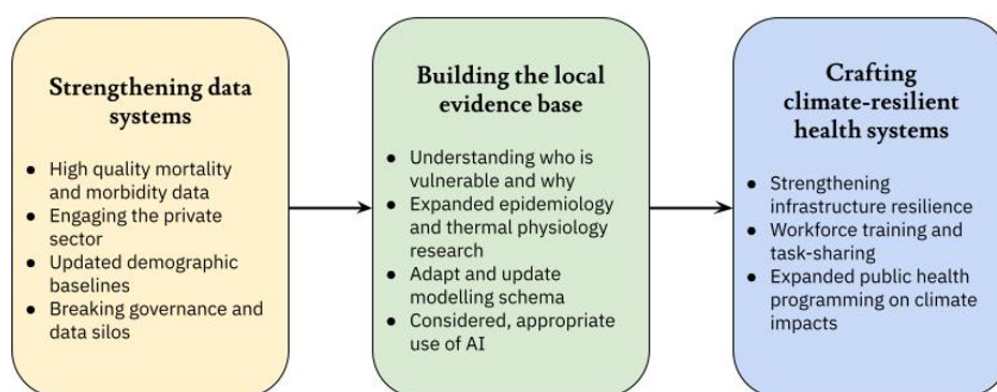 Strengthening data
systems
● High quality mortality
and morbidity data
● Engaging the private
sector
● Updated demographic
baselines
● Breaking governance and
data silos
Building the local
evidence base
● Understanding who is
vulnerable and why
● Expanded epidemiology
and thermal physiology
research
● Adapt and update
modelling schema
● Considered, appropriate
use of AI
Crafting
climate-resilient
health systems
● Strengthening
infrastructure resilience
● Workforce training and
task-sharing
● Expanded public health
programming on climate
impacts